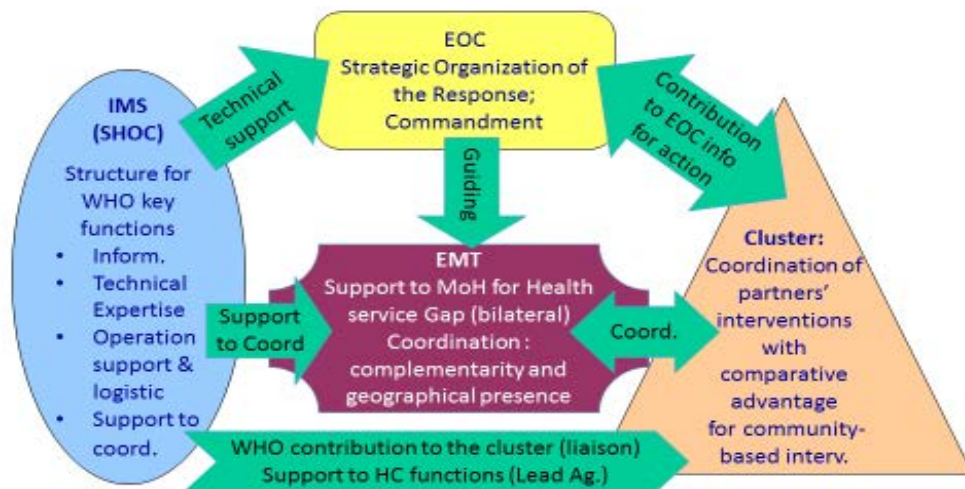 EOC
Strategic Organization of
the Response;
Commandment
IMS
(SHOC)
Structure for
WHO key
functions
• Inform.
• Technical
Expertise
• Operation
support &
logistic
• Support to
coord.
Technical
support
Contribution
to EOC info
for action
Guiding
EMT
Support to MoH for Health
service Gap (bilateral)
Coordination :
complementarity and
geographical presence
Support
to Coord
Coord.
Cluster:
Coordination of
partners’
interventions
with
comparative
advantage
for community-
based interv.
WHO contribution to the cluster (liaison)
Support to HC functions (Lead Ag.)